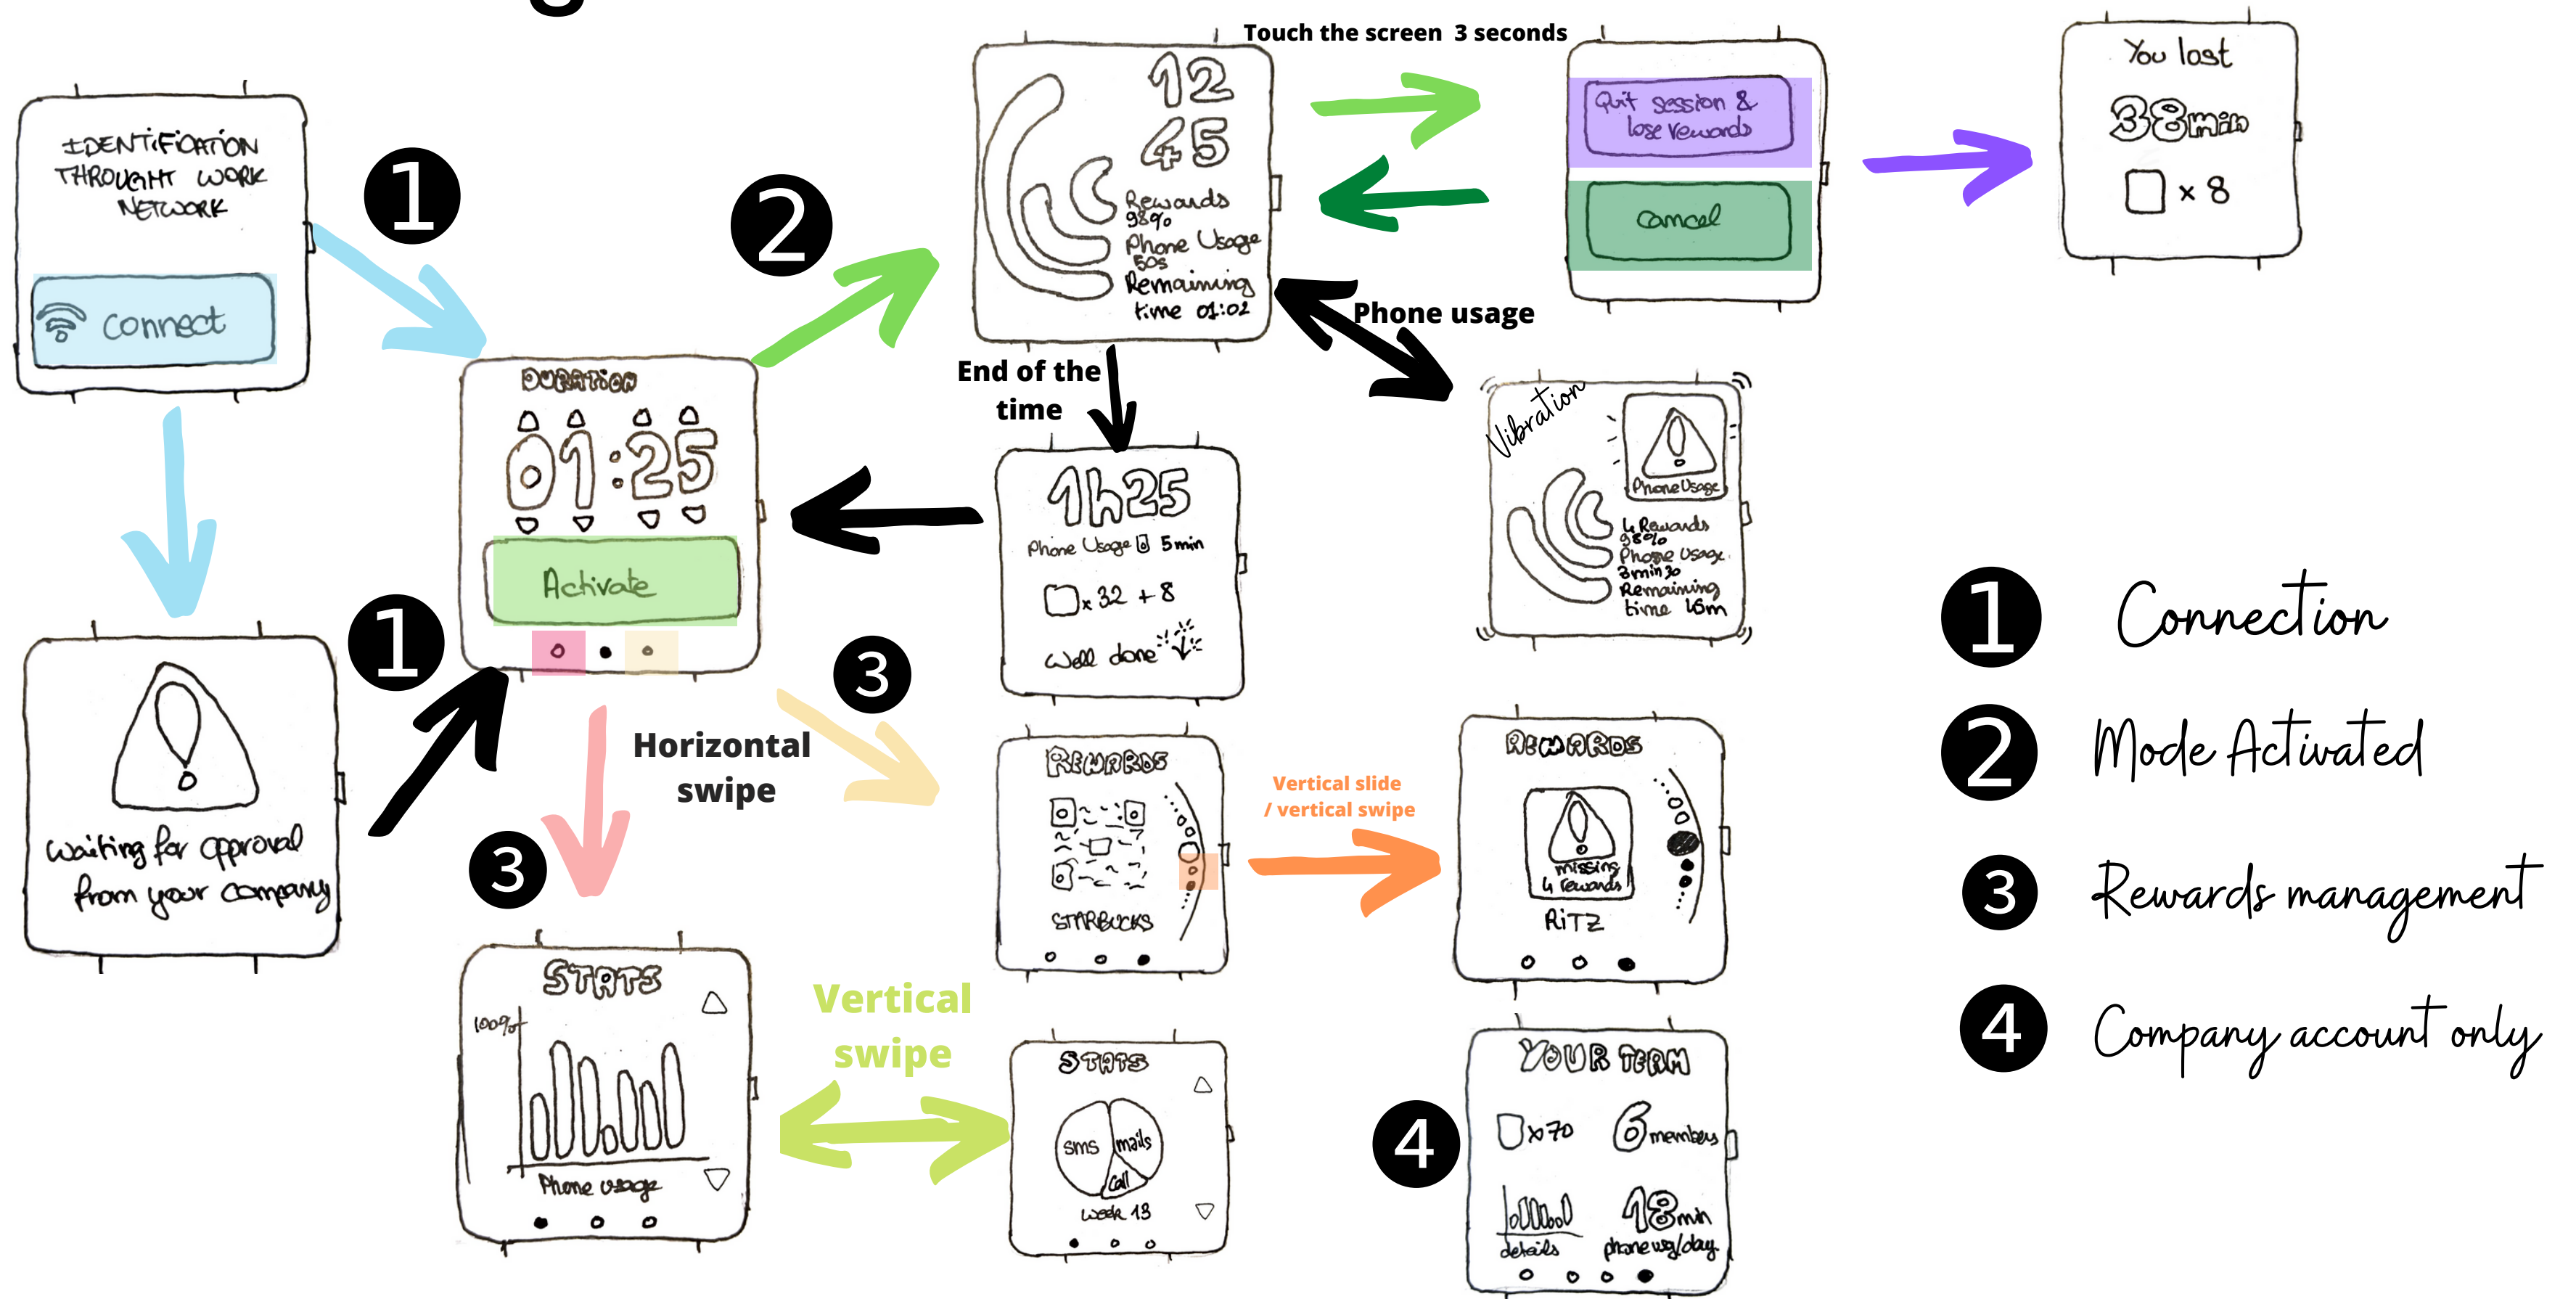 IDENTIFICATION
THROUGHT WORK
NETWORK
Connect
1
Waiting for approval
from your company
1
DURATION
01:25
Activate
2
12
45
Rewards
98%
Phone Usage
50s
Remaining
time 01:02
Touch the screen 3 seconds
Quit session &
lose rewards
cancel
You lost
38min
x 8
Phone usage
Vibration
Phone Usage
4 Rewards
98%
Phone Usage
3min30
Remaining
time 15m
End of the
time
1h25
Phone Usage 5min
x 32 + 8
Well done
3
Horizontal
swipe
3
REWARDS
STARBUCKS
Vertical slide
/ vertical swipe
REWARDS
missing
4 rewards
RITZ
STATS
100%
Phone usage
Vertical
swipe
STATS
sms
mails
Call
week 13
4
YOUR TEAM
x70
6 members
details
18min
phone usg/day
1 Connection
2 Mode Activated
3 Rewards management
4 Company account only